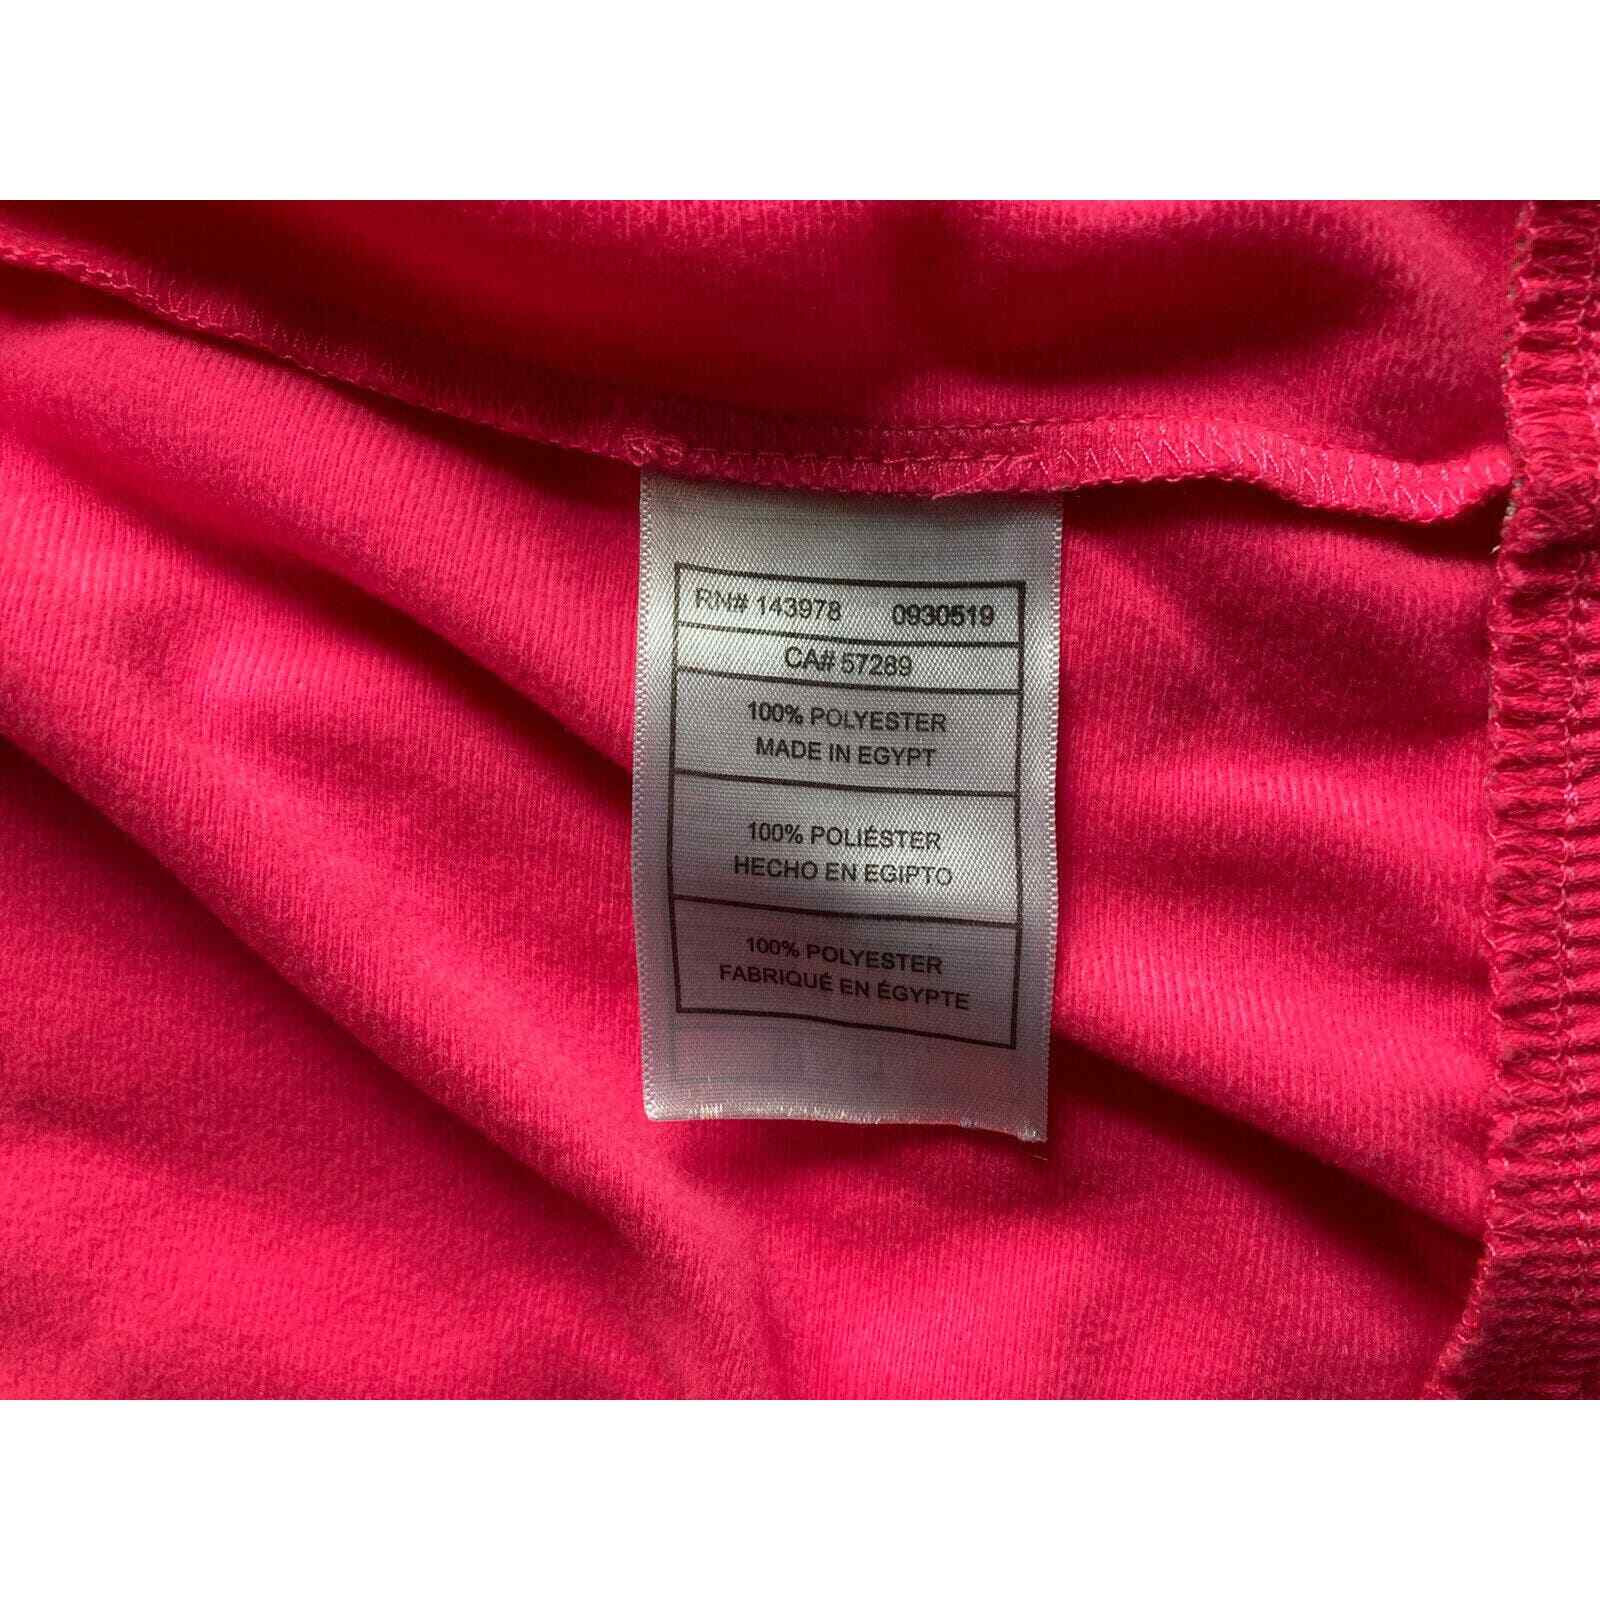 RN# 143978 0930519
CA# 57289
100% POLYESTER
MADE IN EGYPT
100% POLIÉSTER
HECHO EN EGIPTO
100% POLYESTER
FABRIQUÉ EN ÉGYPTE